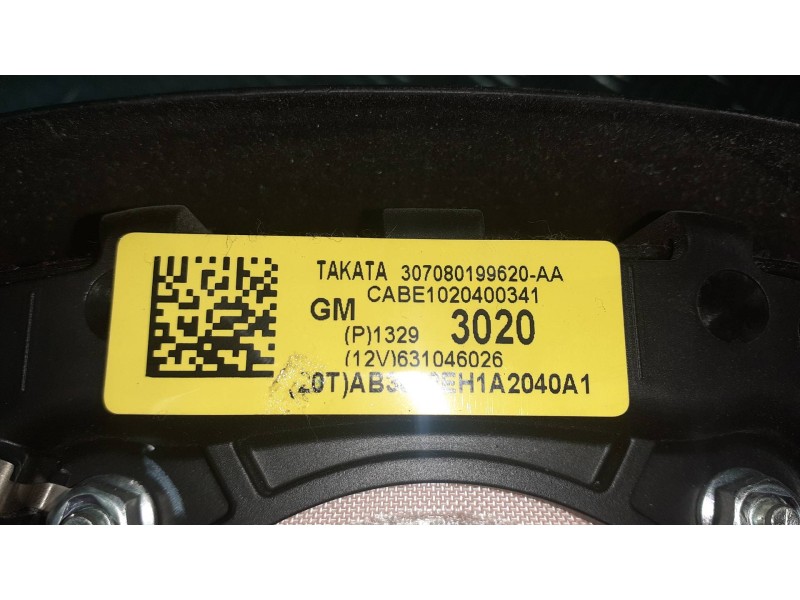 TAKATA 307080199620-AA
CABE1020400341
GM
(P)1329 3020
(12V)631046026